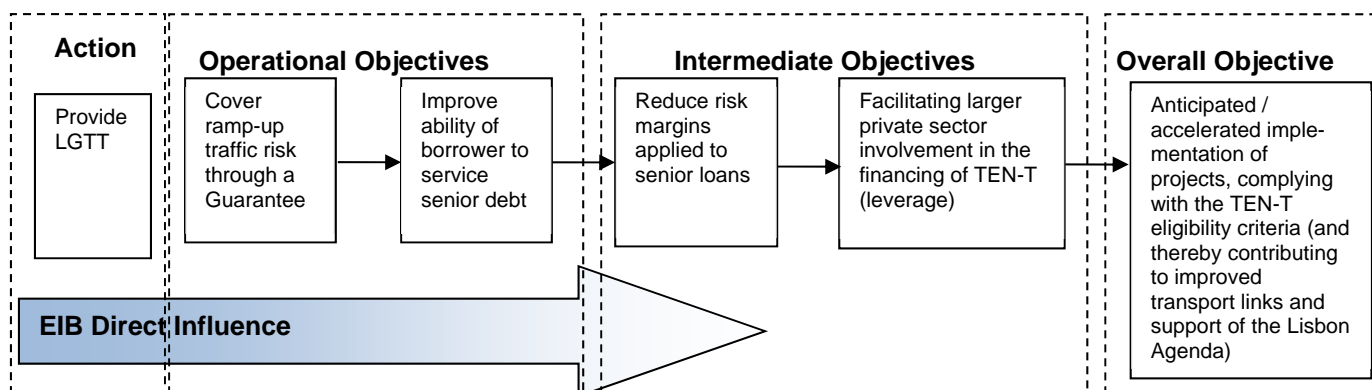 Action
Provide
LGTT
Operational Objectives
Cover
ramp-up
traffic risk
through a
Guarantee
Improve
ability of
borrower to
service
senior debt
Intermediate Objectives
Reduce risk
margins
applied to
senior loans
Facilitating larger
private sector
involvement in the
financing of TEN-T
(leverage)
Overall Objective
Anticipated /
accelerated imple-
mentation of
projects, complying
with the TEN-T
eligibility criteria (and
thereby contributing
to improved
transport links and
support of the Lisbon
Agenda)
EIB Direct Influence